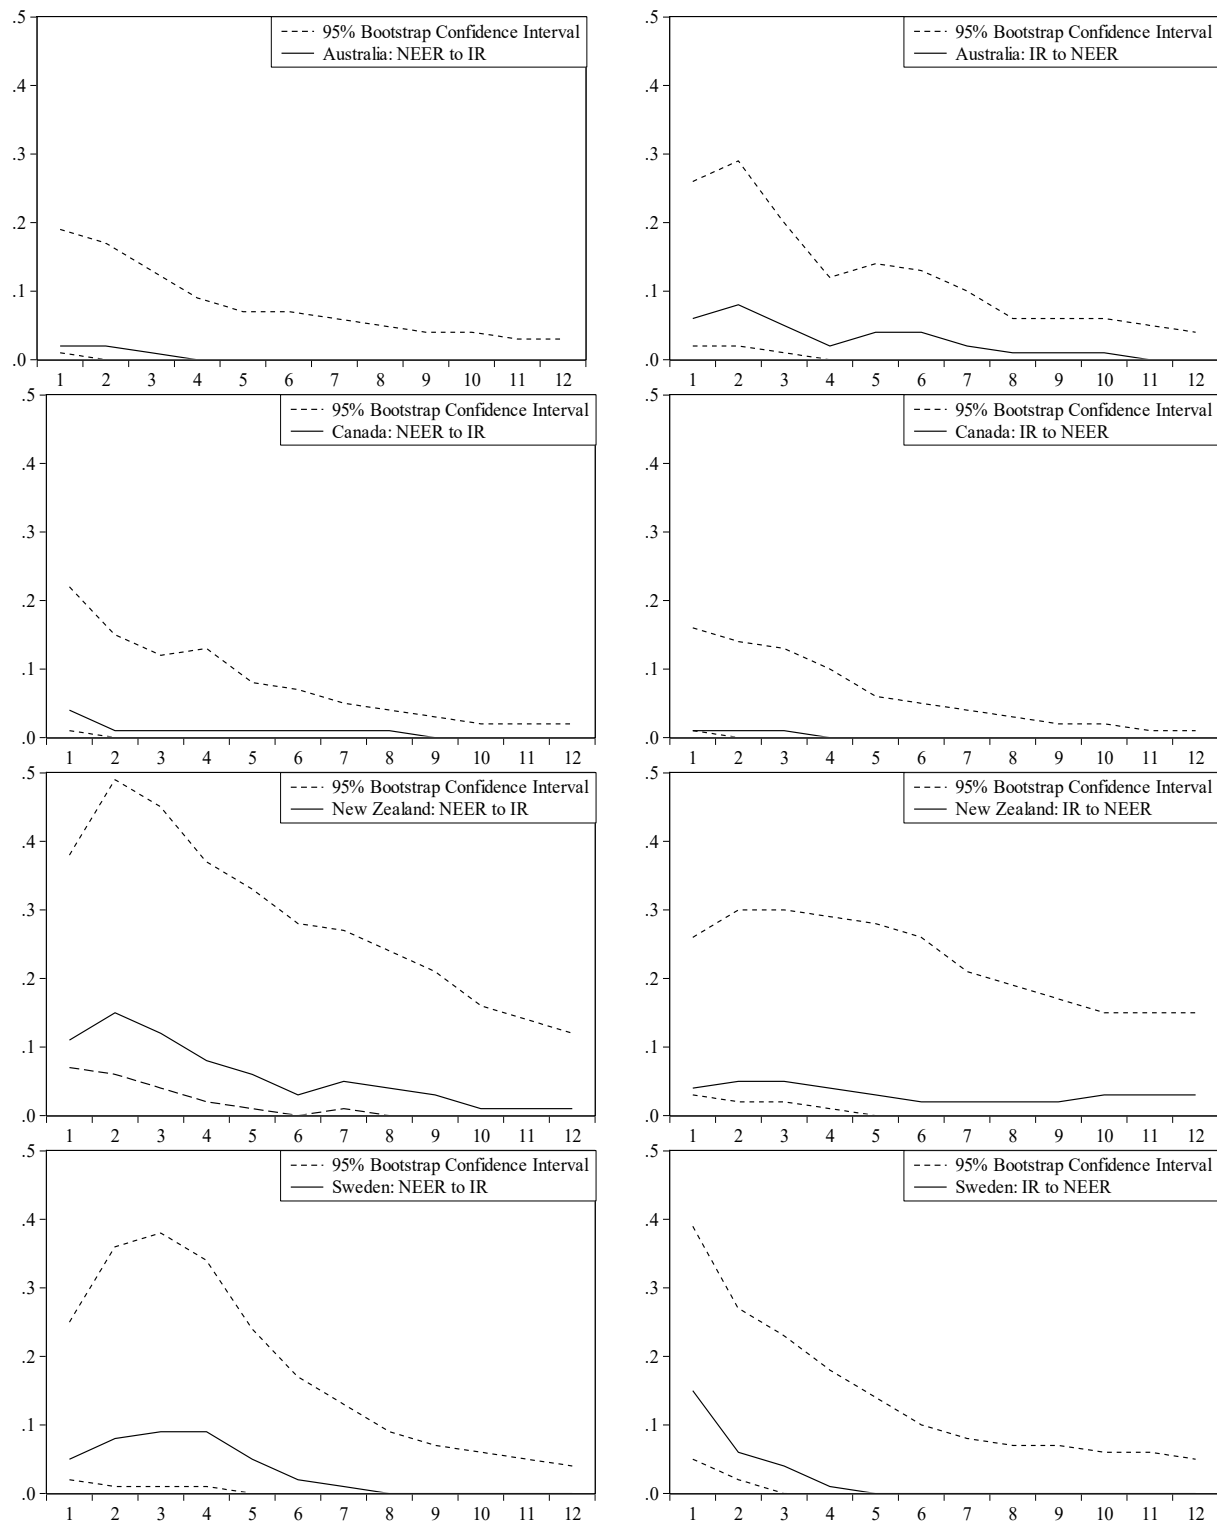 95% Bootstrap Confidence Interval
Australia: NEER to IR
.5
.4
.3
.2
.1
.0
1 2 3 4 5 6 7 8 9 10 11 12
95% Bootstrap Confidence Interval
Australia: IR to NEER
.5
.4
.3
.2
.1
.0
1 2 3 4 5 6 7 8 9 10 11 12
95% Bootstrap Confidence Interval
Canada: NEER to IR
.5
.4
.3
.2
.1
.0
1 2 3 4 5 6 7 8 9 10 11 12
95% Bootstrap Confidence Interval
Canada: IR to NEER
.5
.4
.3
.2
.1
.0
1 2 3 4 5 6 7 8 9 10 11 12
95% Bootstrap Confidence Interval
New Zealand: NEER to IR
.5
.4
.3
.2
.1
.0
1 2 3 4 5 6 7 8 9 10 11 12
95% Bootstrap Confidence Interval
New Zealand: IR to NEER
.5
.4
.3
.2
.1
.0
1 2 3 4 5 6 7 8 9 10 11 12
95% Bootstrap Confidence Interval
Sweden: NEER to IR
.5
.4
.3
.2
.1
.0
1 2 3 4 5 6 7 8 9 10 11 12
95% Bootstrap Confidence Interval
Sweden: IR to NEER
.5
.4
.3
.2
.1
.0
1 2 3 4 5 6 7 8 9 10 11 12